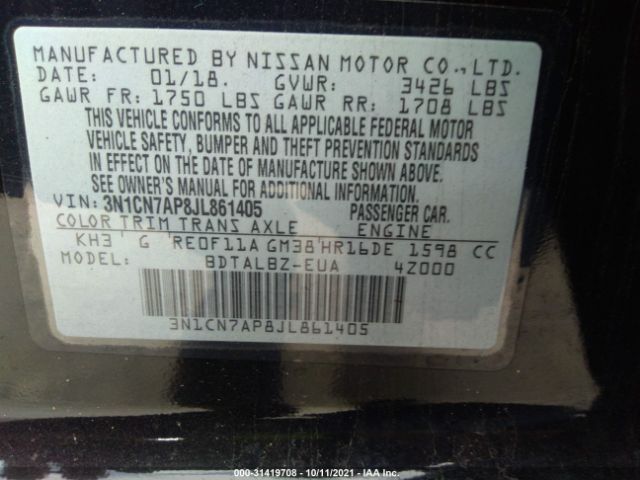 MANUFACTURED BY NISSAN MOTOR CO.,LTD.
DATE: 01/18. GVWR: 3426 LBS
GAWR FR: 1750 LBS GAWR RR: 1708 LBS
THIS VEHICLE CONFORMS TO ALL APPLICABLE FEDERAL MOTOR
VEHICLE SAFETY, BUMPER AND THEFT PREVENTION STANDARDS
IN EFFECT ON THE DATE OF MANUFACTURE SHOWN ABOVE.
SEE MANUAL FOR ADDITIONAL INFORMATION.
VIN: 3N1CN7AP8JL861405 PASSENGER CAR.
COLOR TRIM TRANS AXLE ENGINE
KH3 G RE0F11A GM38 HR16DE 1598 CC
MODEL: BDTALBZ-EUA 4Z000
3N1CN7AP8JL861405
000-31419708 - 10/11/2021 - IAA Inc.